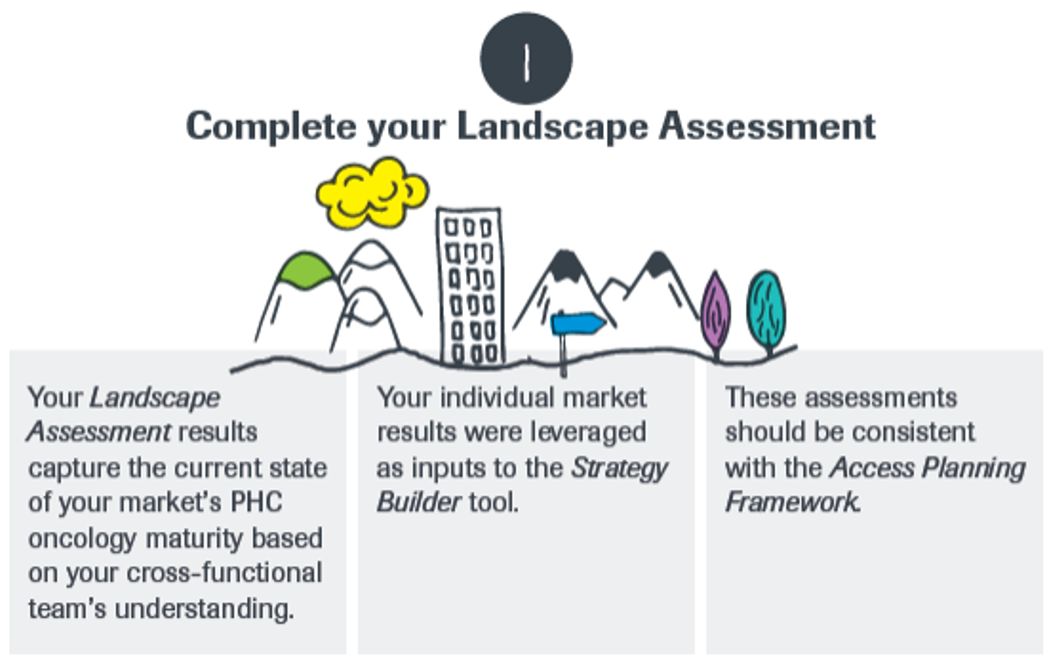 1
Complete your Landscape Assessment
Your Landscape
Assessment results
capture the current state
of your market's PHC
oncology maturity based
on your cross-functional
team's understanding.
Your individual market
results were leveraged
as inputs to the Strategy
Builder tool.
These assessments
should be consistent
with the Access Planning
Framework.